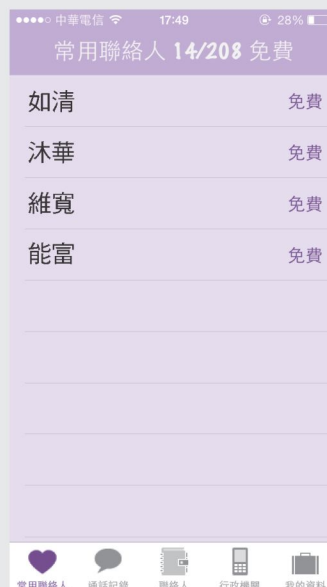 中華電信 17:49 28%
常用聯絡人 14/208 免費
如清 免費
沐華 免費
維寬 免費
能富 免費
常用聯絡人 通話記錄 聯絡人 行政機關 我的資料